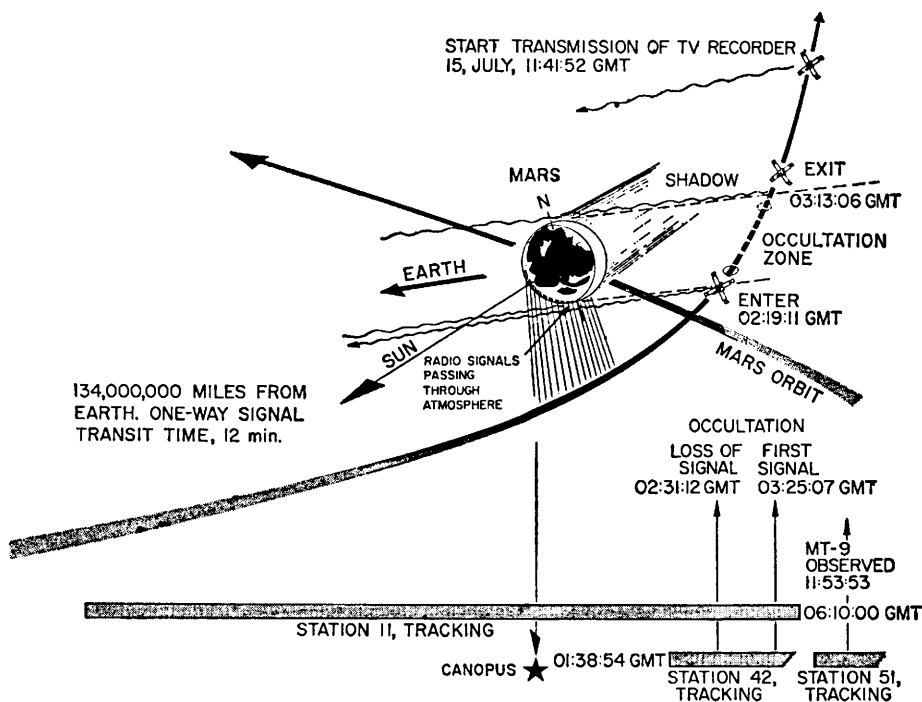 START TRANSMISSION OF TV RECORDER
15, JULY, 11:41:52 GMT
MARS
N
SHADOW
EXIT
03:13:06 GMT
OCCULTATION
ZONE
EARTH
ENTER
02:19:11 GMT
SUN
RADIO SIGNALS
PASSING
THROUGH
ATMOSPHERE
MARS ORBIT
134,000,000 MILES FROM
EARTH. ONE-WAY SIGNAL
TRANSIT TIME, 12 min.
OCCULTATION
LOSS OF
SIGNAL
02:31:12 GMT
FIRST
SIGNAL
03:25:07 GMT
MT-9
OBSERVED
11:53:53
06:10:00 GMT
STATION 11, TRACKING
CANOPUS
01:38:54 GMT
STATION 42,
TRACKING
STATION 51,
TRACKING